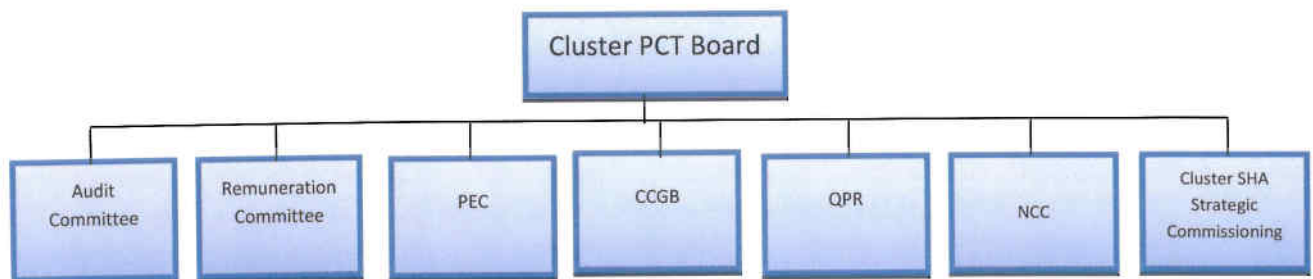 Cluster PCT Board
Audit
Committee
Remuneration
Committee
PEC
CCGB
QPR
NCC
Cluster SHA
Strategic
Commissioning